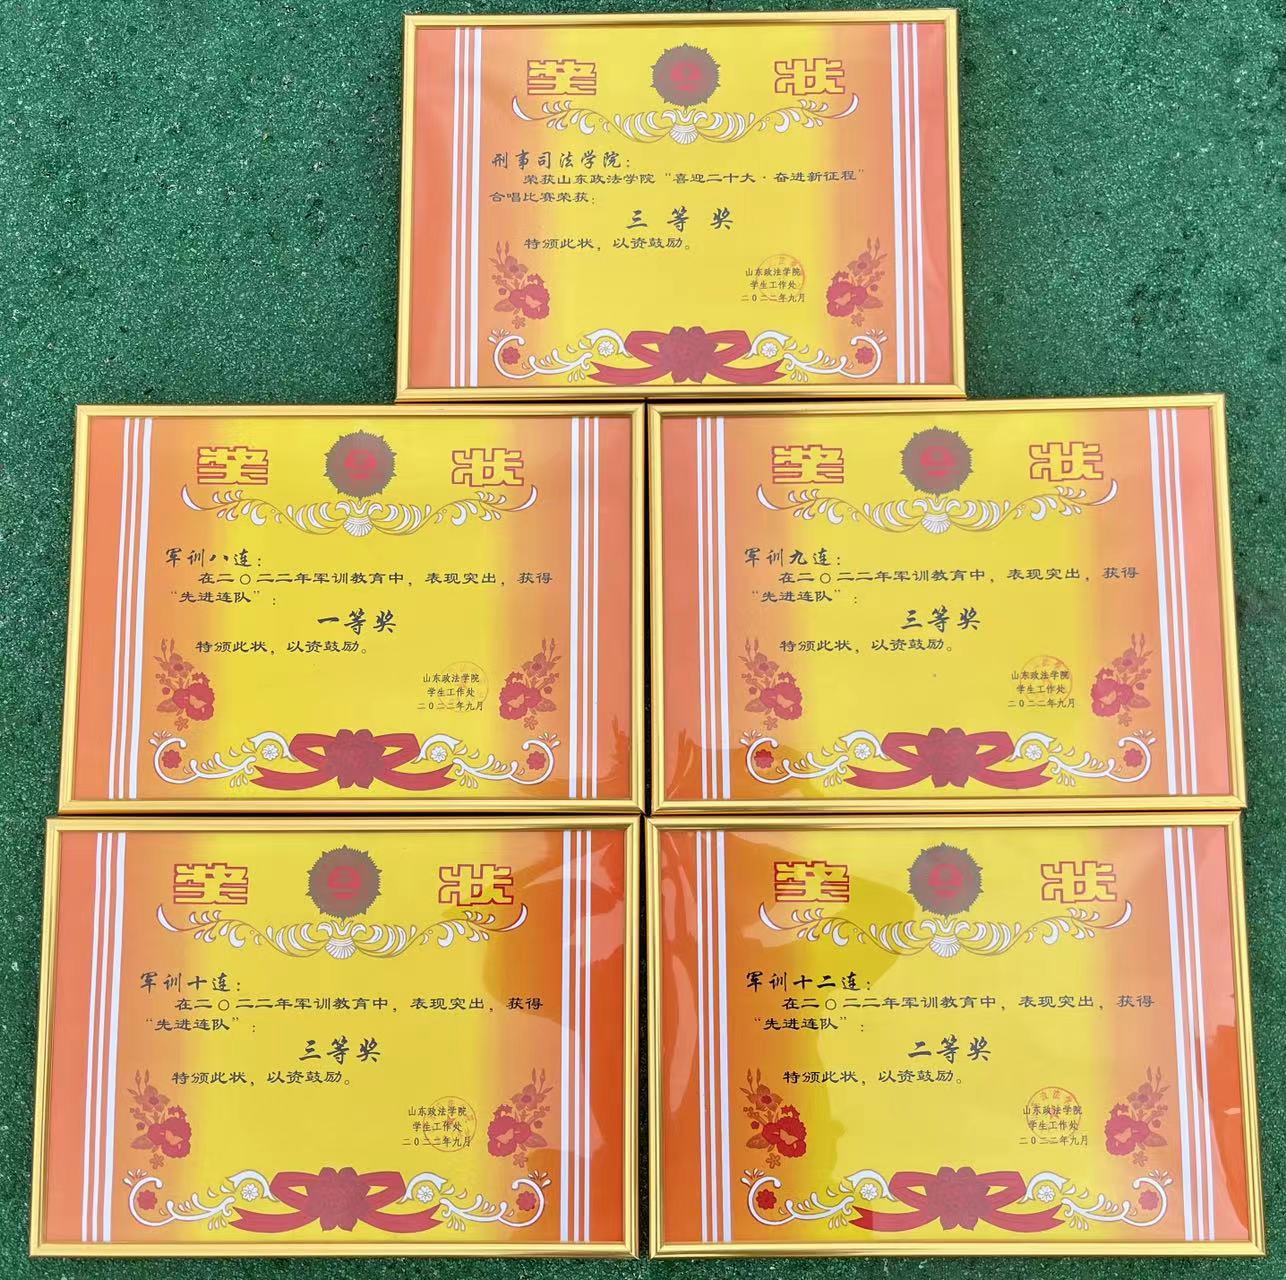 奖 状
刑事司法学院：
荣获山东政法学院“喜迎二十大·奋进新征程”
合唱比赛荣获：
三 等 奖
特颁此状，以资鼓励。
山东政法学院
学生工作处
二〇二二年九月
奖 状
军训八连：
在二〇二二年军训教育中，表现突出，获得
“先进连队”：
一等奖
特颁此状，以资鼓励。
山东政法学院
学生工作处
二〇二二年九月
奖 状
军训九连：
在二〇二二年军训教育中，表现突出，获得
“先进连队”：
三等奖
特颁此状，以资鼓励。
山东政法学院
学生工作处
二〇二二年九月
奖 状
军训十连：
在二〇二二年军训教育中，表现突出，获得
“先进连队”：
三等奖
特颁此状，以资鼓励。
山东政法学院
学生工作处
二〇二二年九月
奖 状
军训十二连：
在二〇二二年军训教育中，表现突出，获得
“先进连队”：
二等奖
特颁此状，以资鼓励。
山东政法学院
学生工作处
二〇二二年九月